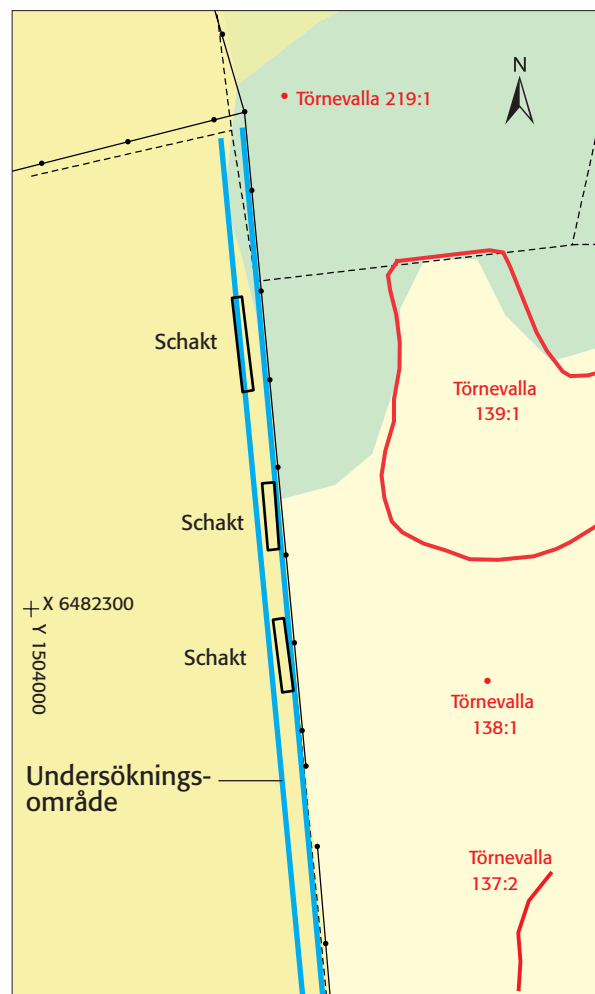 N
Törnevalla 219:1
Schakt
Törnevalla
139:1
Schakt
X 6482300
Y 1504000
Schakt
Törnevalla
138:1
Undersöknings-
område
Törnevalla
137:2